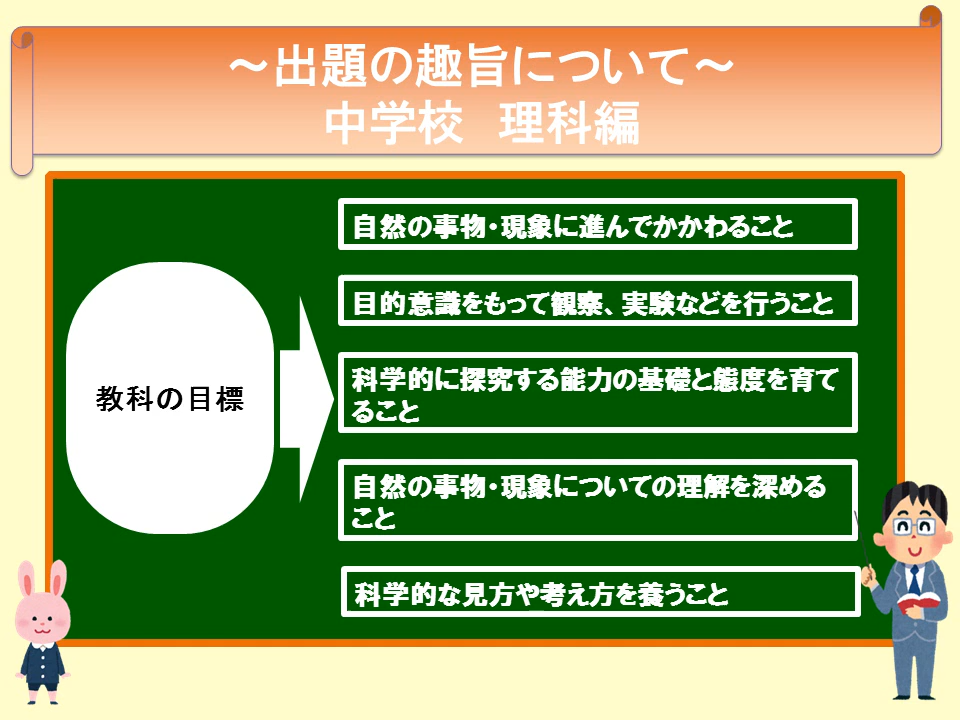 ～出題の趣旨について～
中学校　理科編
教科の目標
自然の事物・現象に進んでかかわること
目的意識をもって観察、実験などを行うこと
科学的に探究する能力の基礎と態度を育て
ること
自然の事物・現象についての理解を深める
こと
科学的な見方や考え方を養うこと